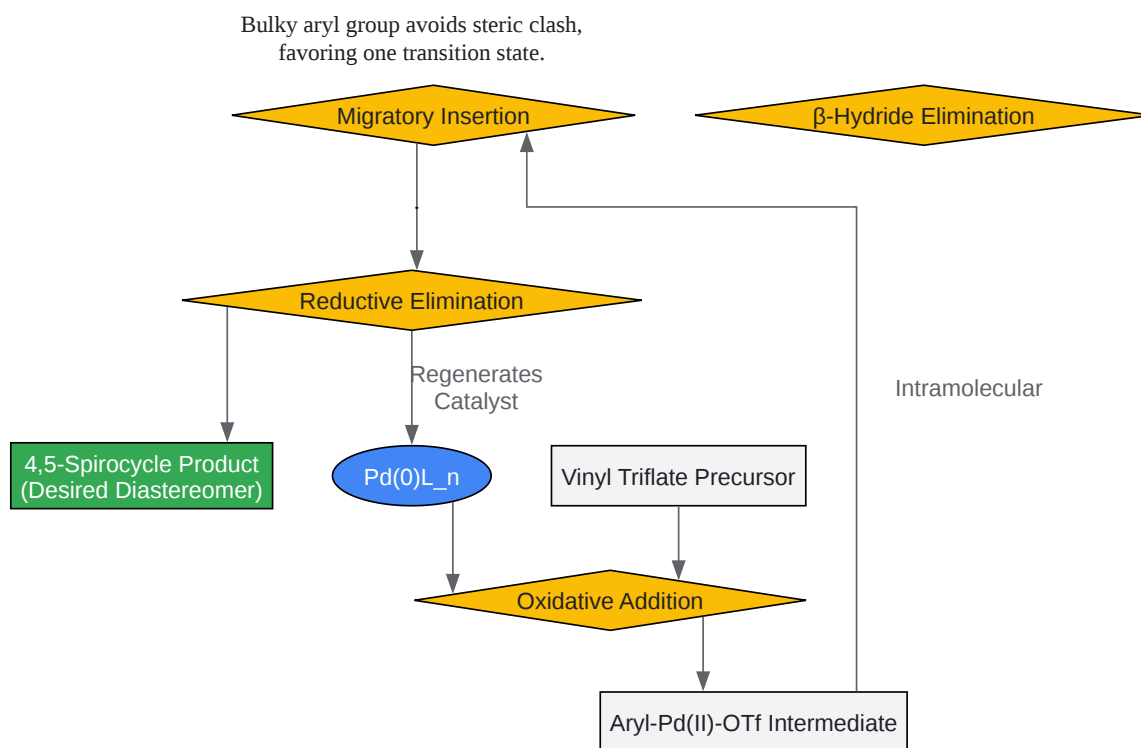 Bulky aryl group avoids steric clash,
favoring one transition state.
Migratory Insertion
β-Hydride Elimination
Reductive Elimination
Regenerates
Catalyst
Intramolecular
4,5-Spirocycle Product
(Desired Diastereomer)
Pd(0)L_n
Vinyl Triflate Precursor
Oxidative Addition
Aryl-Pd(II)-OTf Intermediate